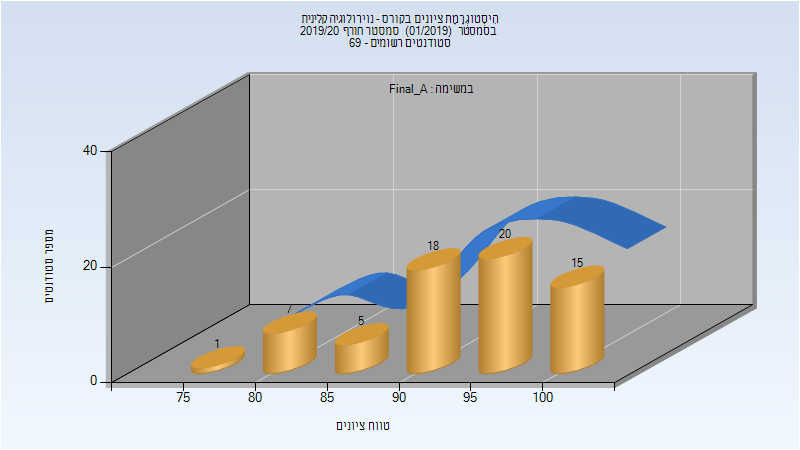 היסטוגרמת ציונים בקורס - נוירולוגיה קלינית
בסמסטר (01/2019) סמסטר חורף 2019/20
סטודנטים רשומים - 69
במשימה : Final_A
מספר סטודנטים
40
20
0
1
7
5
18
20
15
75
80
85
90
95
100
טווח ציונים